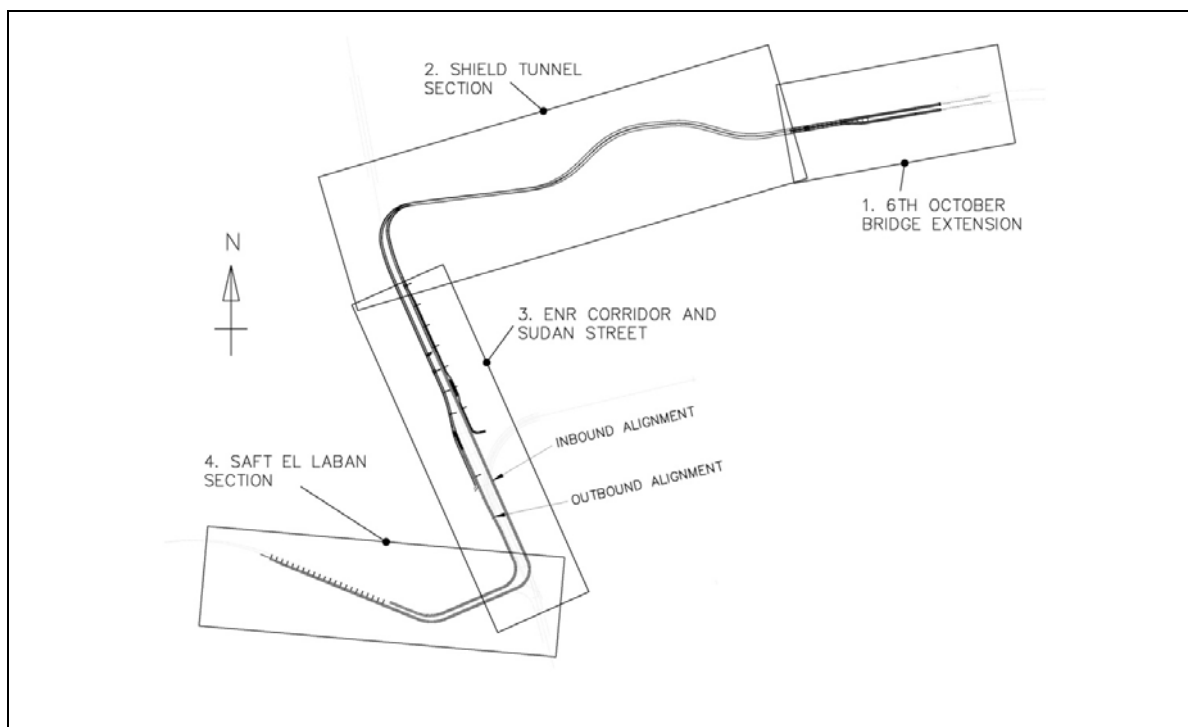 2. SHIELD TUNNEL
SECTION
1. 6TH OCTOBER
BRIDGE EXTENSION
N
3. ENR CORRIDOR AND
SUDAN STREET
INBOUND ALIGNMENT
4. SAFT EL LABAN
SECTION
OUTBOUND ALIGNMENT